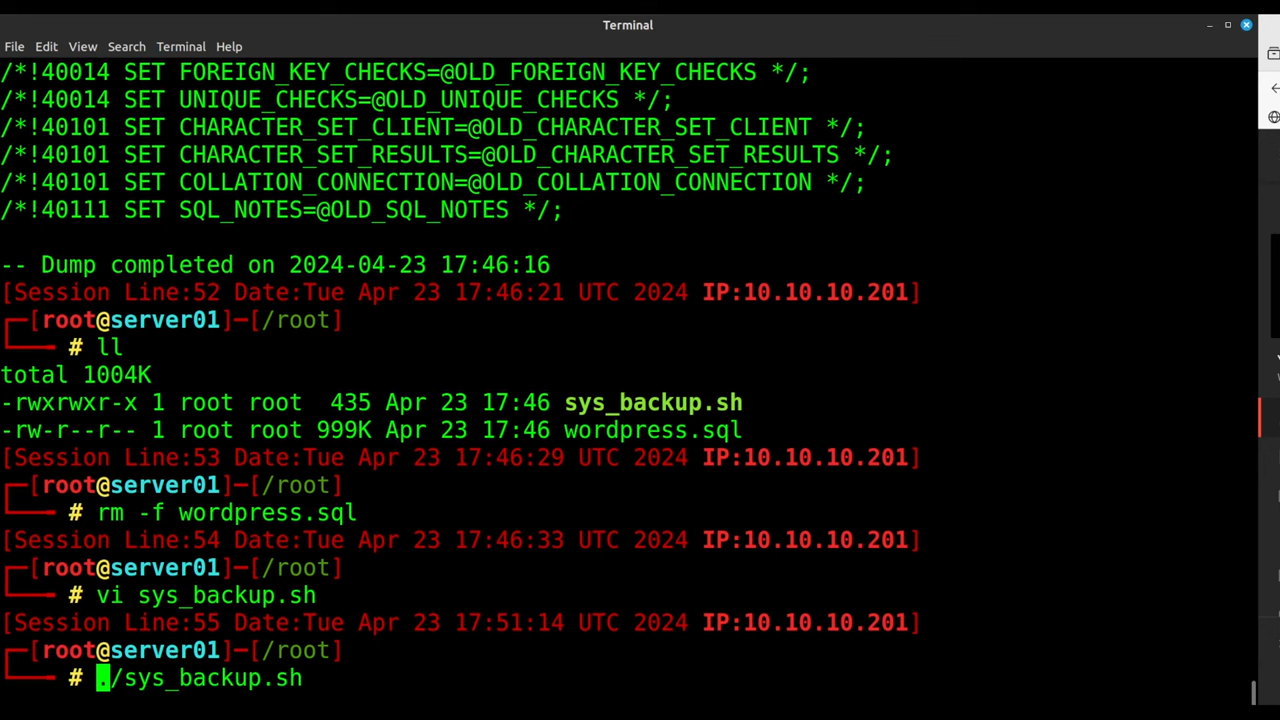 Terminal
File Edit View Search Terminal Help
/*!40014 SET FOREIGN_KEY_CHECKS=@OLD_FOREIGN_KEY_CHECKS */;
/*!40014 SET UNIQUE_CHECKS=@OLD_UNIQUE_CHECKS */;
/*!40101 SET CHARACTER_SET_CLIENT=@OLD_CHARACTER_SET_CLIENT */;
/*!40101 SET CHARACTER_SET_RESULTS=@OLD_CHARACTER_SET_RESULTS */;
/*!40101 SET COLLATION_CONNECTION=@OLD_COLLATION_CONNECTION */;
/*!40111 SET SQL_NOTES=@OLD_SQL_NOTES */;
-- Dump completed on 2024-04-23 17:46:16
[Session Line:52 Date:Tue Apr 23 17:46:21 UTC 2024 IP:10.10.10.201]
┌─[root@server01]─[/root]
└──╼ # ll
total 1004K
-rwxrwxr-x 1 root root  435 Apr 23 17:46 sys_backup.sh
-rw-r--r-- 1 root root 999K Apr 23 17:46 wordpress.sql
[Session Line:53 Date:Tue Apr 23 17:46:29 UTC 2024 IP:10.10.10.201]
┌─[root@server01]─[/root]
└──╼ # rm -f wordpress.sql
[Session Line:54 Date:Tue Apr 23 17:46:33 UTC 2024 IP:10.10.10.201]
┌─[root@server01]─[/root]
└──╼ # vi sys_backup.sh
[Session Line:55 Date:Tue Apr 23 17:51:14 UTC 2024 IP:10.10.10.201]
┌─[root@server01]─[/root]
└──╼ # ./sys_backup.sh